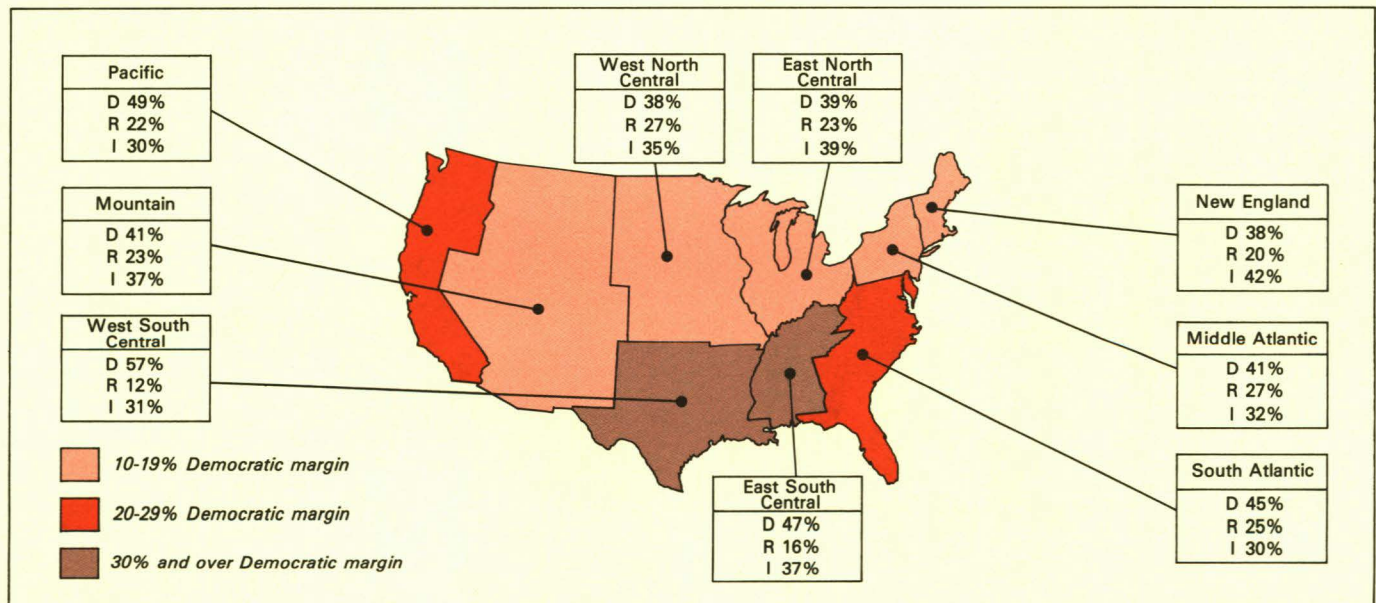 Pacific
D 49%
R 22%
I 30%
Mountain
D 41%
R 23%
I 37%
West South
Central
D 57%
R 12%
I 31%
West North
Central
D 38%
R 27%
I 35%
East North
Central
D 39%
R 23%
I 39%
New England
D 38%
R 20%
I 42%
Middle Atlantic
D 41%
R 27%
I 32%
South Atlantic
D 45%
R 25%
I 30%
East South
Central
D 47%
R 16%
I 37%
10-19% Democratic margin
20-29% Democratic margin
30% and over Democratic margin